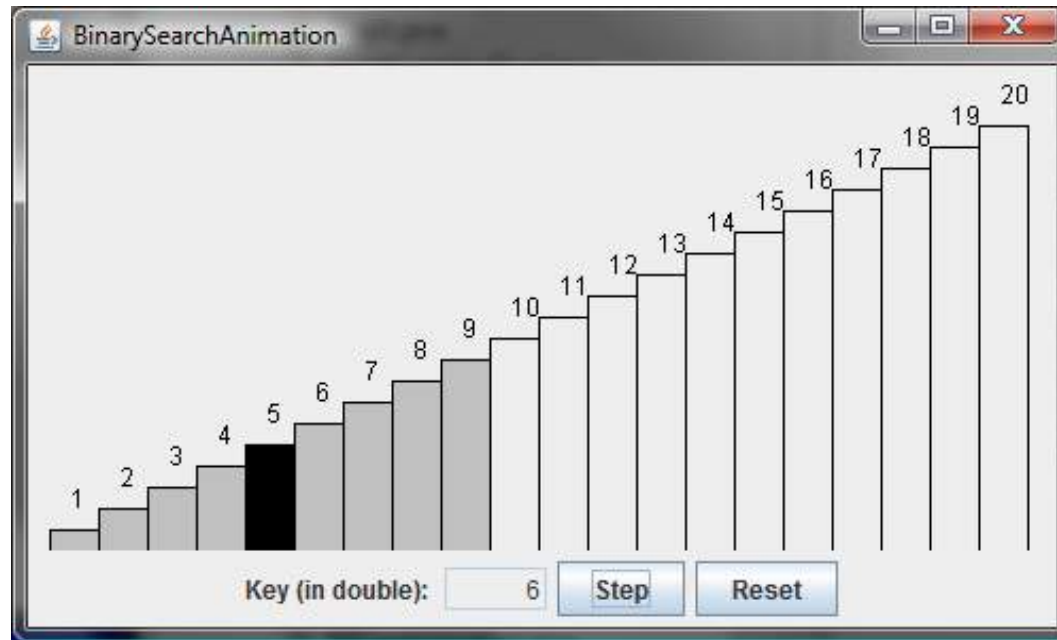 BinarySearchAnimation
1 2 3 4 5 6 7 8 9 10 11 12 13 14 15 16 17 18 19 20
Key (in double): 6 Step Reset